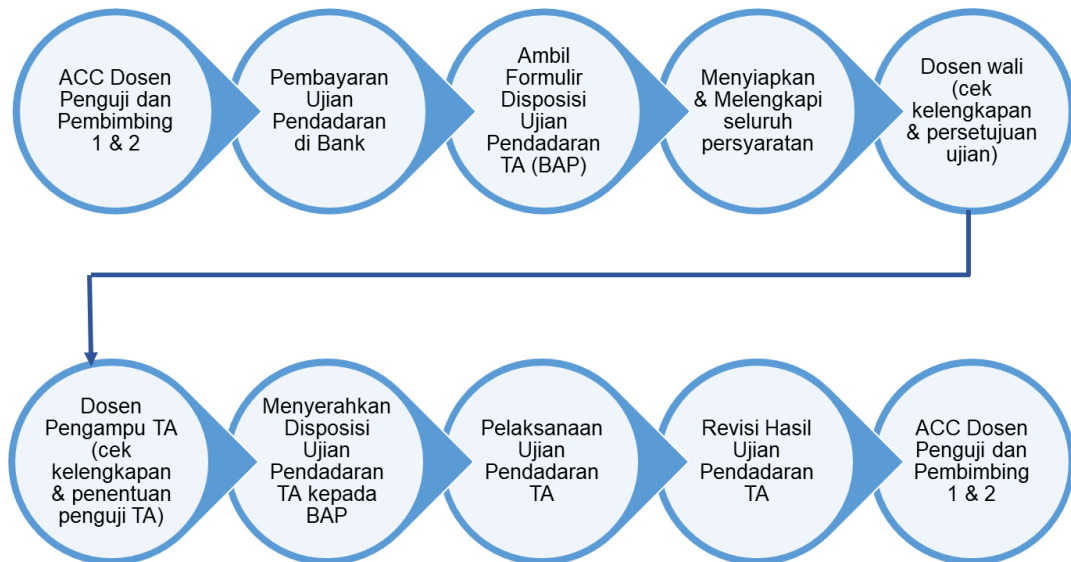 ACC Dosen
Penguji dan
Pembimbing
1 & 2
Pembayaran
Ujian
Pendadaran
di Bank
Ambil
Formulir
Disposisi
Ujian
Pendadaran
TA (BAP)
Menyiapkan
& Melengkapi
seluruh
persyaratan
Dosen wali
(cek
kelengkapan
& persetujuan
ujian)
Dosen
Pengampu TA
(cek
kelengkapan
& penentuan
penguji TA)
Menyerahkan
Disposisi
Ujian
Pendadaran
TA kepada
BAP
Pelaksanaan
Ujian
Pendadaran
TA
Revisi Hasil
Ujian
Pendadaran
TA
ACC Dosen
Penguji dan
Pembimbing
1 & 2